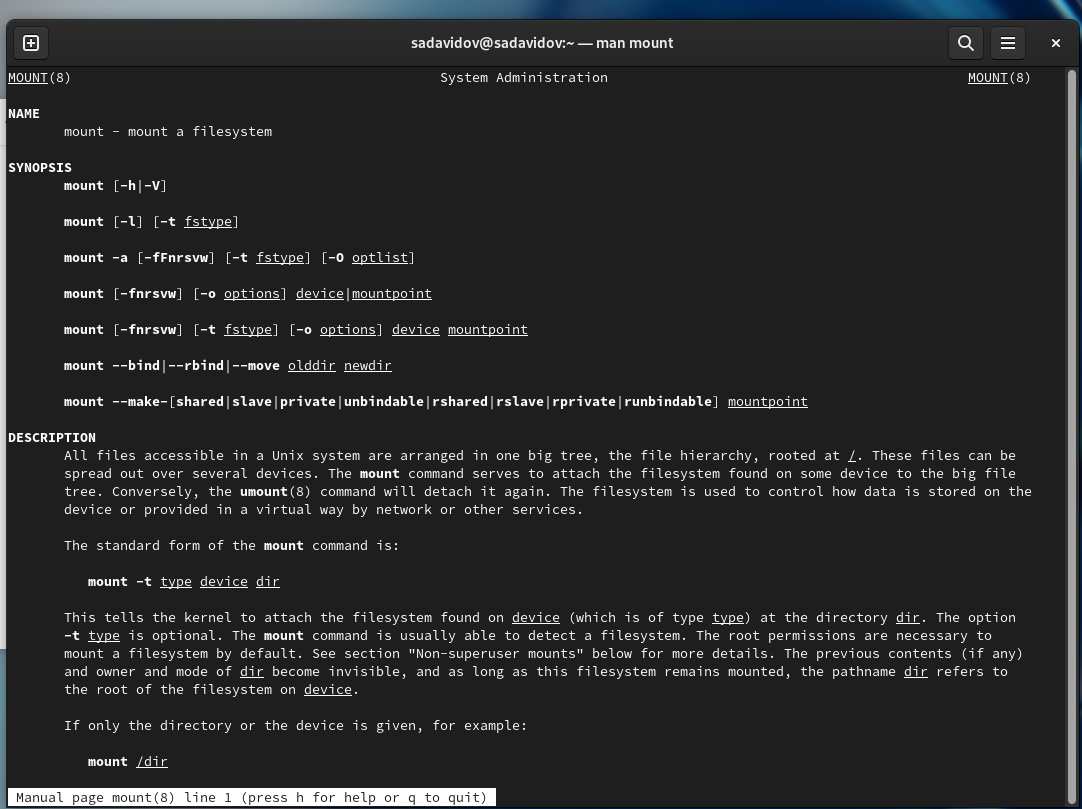 sadavidov@sadavidov:~ — man mount
MOUNT(8) System Administration MOUNT(8)
NAME
mount - mount a filesystem
SYNOPSIS
mount [-h|-V]
mount [-l] [-t fstype]
mount -a [-fFnrsvw] [-t fstype] [-O optlist]
mount [-fnrsvw] [-o options] device|mountpoint
mount [-fnrsvw] [-t fstype] [-o options] device mountpoint
mount --bind|--rbind|--move olddir newdir
mount --make-[shared|slave|private|unbindable|rshared|rslave|rprivate|runbindable] mountpoint
DESCRIPTION
All files accessible in a Unix system are arranged in one big tree, the file hierarchy, rooted at /. These files can be
spread out over several devices. The mount command serves to attach the filesystem found on some device to the big file
tree. Conversely, the umount(8) command will detach it again. The filesystem is used to control how data is stored on the
device or provided in a virtual way by network or other services.
The standard form of the mount command is:
mount -t type device dir
This tells the kernel to attach the filesystem found on device (which is of type type) at the directory dir. The option
-t type is optional. The mount command is usually able to detect a filesystem. The root permissions are necessary to
mount a filesystem by default. See section "Non-superuser mounts" below for more details. The previous contents (if any)
and owner and mode of dir become invisible, and as long as this filesystem remains mounted, the pathname dir refers to
the root of the filesystem on device.
If only the directory or the device is given, for example:
mount /dir
Manual page mount(8) line 1 (press h for help or q to quit)